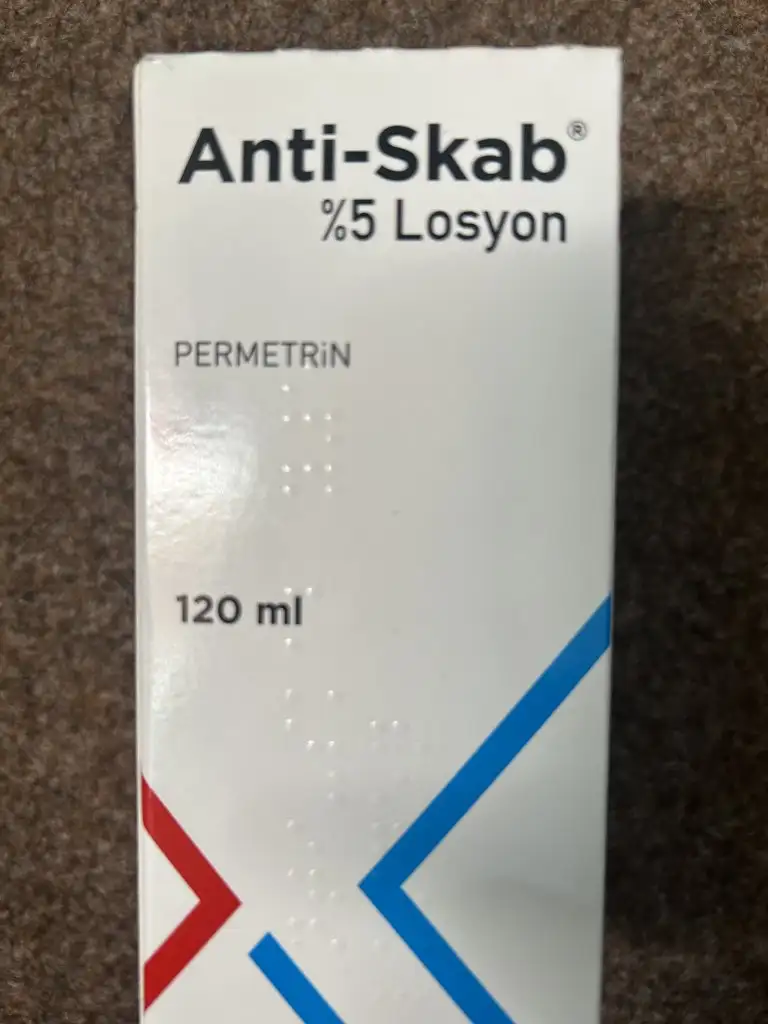 Anti-Skab®
%5 Losyon
PERMETRiN
120 ml